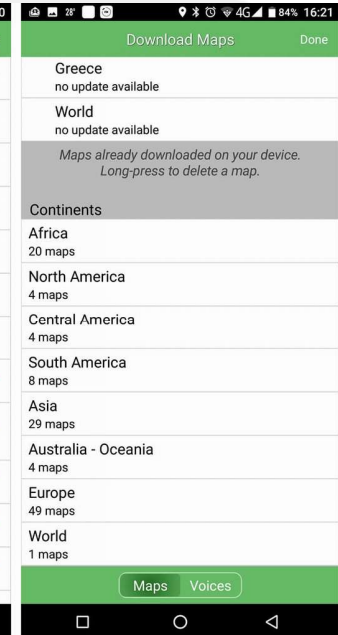 0
28° 4G 84% 16:21
Download Maps Done
Greece
no update available
World
no update available
Maps already downloaded on your device.
Long-press to delete a map.
Continents
Africa
20 maps
North America
4 maps
Central America
4 maps
South America
8 maps
Asia
29 maps
Australia - Oceania
4 maps
Europe
49 maps
World
1 maps
Maps Voices